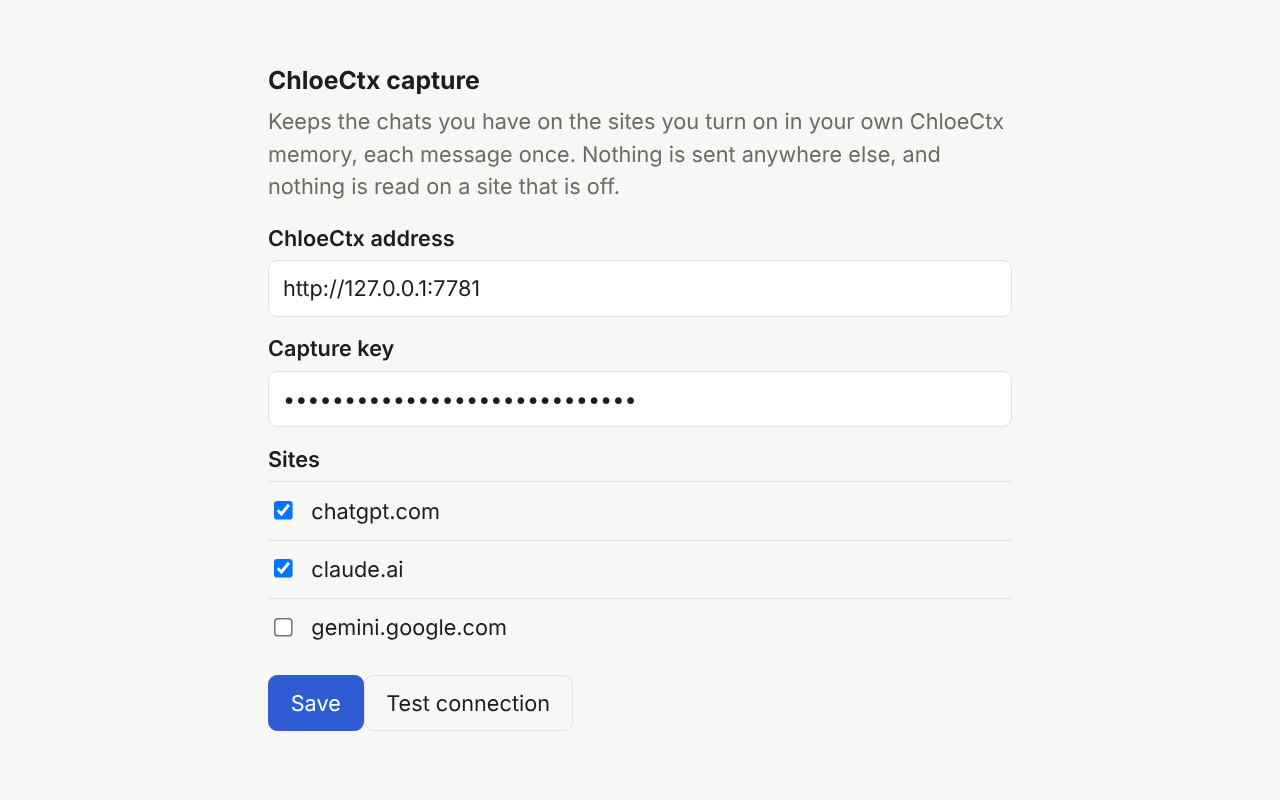 ChloeCtx capture
Keeps the chats you have on the sites you turn on in your own ChloeCtx
memory, each message once. Nothing is sent anywhere else, and
nothing is read on a site that is off.
ChloeCtx address
http://127.0.0.1:7781
Capture key
•••••••••••••••••••••••••••••
Sites
chatgpt.com
claude.ai
gemini.google.com
Save
Test connection